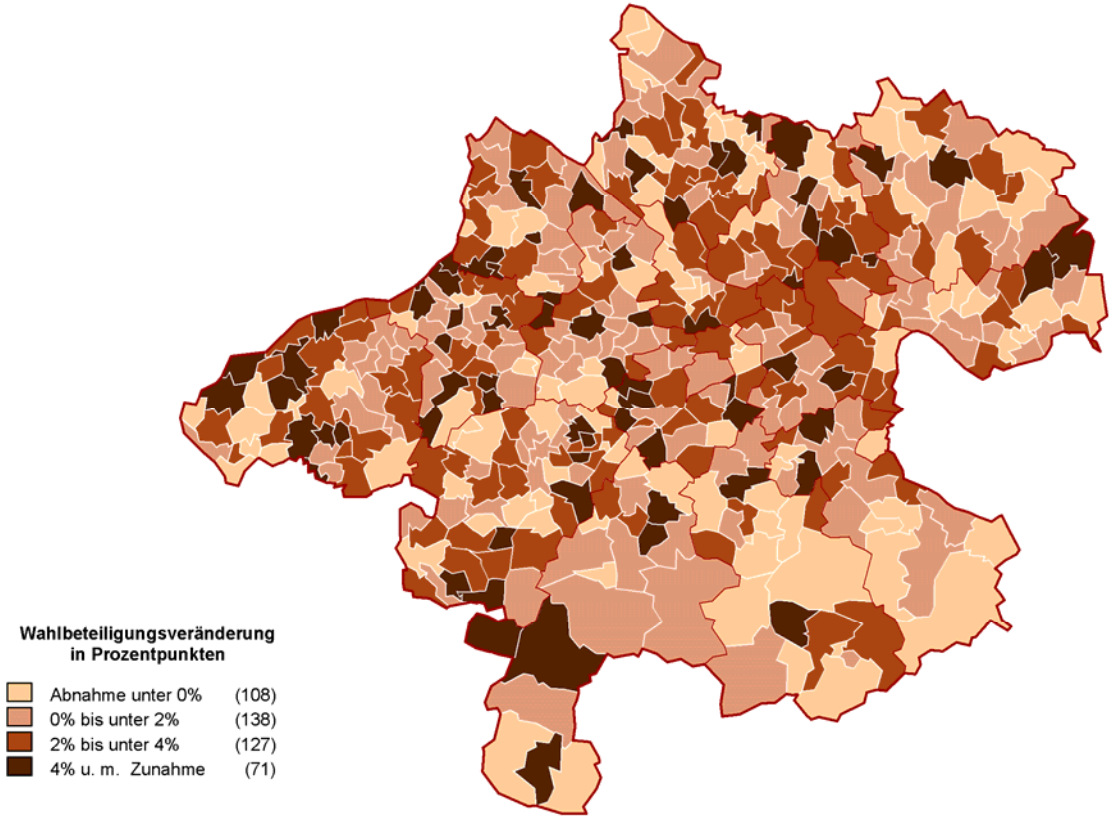 Wahlbeteiligungsveränderung
in Prozentpunkten
Abnahme unter 0% (108)
0% bis unter 2% (138)
2% bis unter 4% (127)
4% u. m. Zunahme (71)